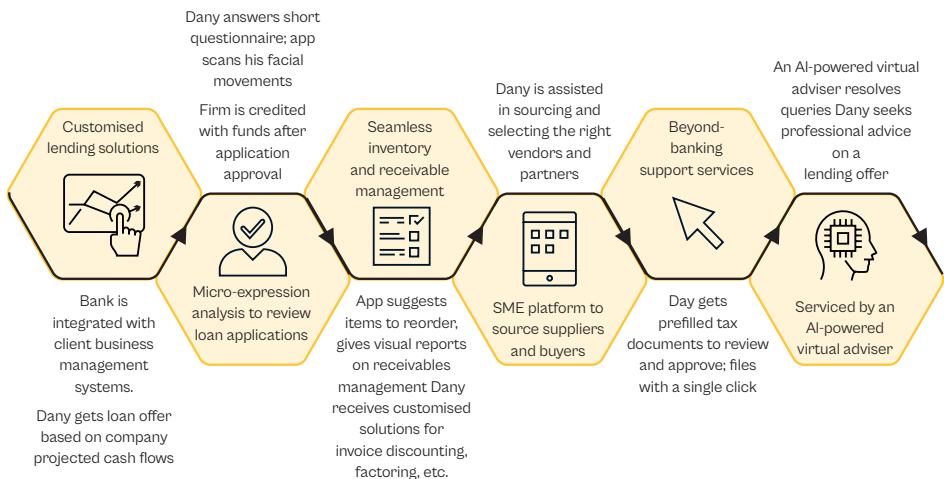 Customised
lending solutions
Bank is
integrated with
client business
management
systems.
Dany gets loan offer
based on company
projected cash flows
Dany answers short
questionnaire; app
scans his facial
movements
Firm is credited
with funds after
application
approval
Micro-expression
analysis to review
loan applications
Seamless
inventory
and receivable
management
App suggests
items to reorder,
gives visual reports
on receivables
management Dany
receives customised
solutions for
invoice discounting,
factoring, etc.
Dany is assisted
in sourcing and
selecting the right
vendors and
partners
SME platform to
source suppliers
and buyers
Beyond-
banking
support services
Day gets
prefilled tax
documents to review
and approve; files
with a single click
An AI-powered virtual
adviser resolves
queries Dany seeks
professional advice
on a
lending offer
Serviced by an
AI-powered
virtual adviser